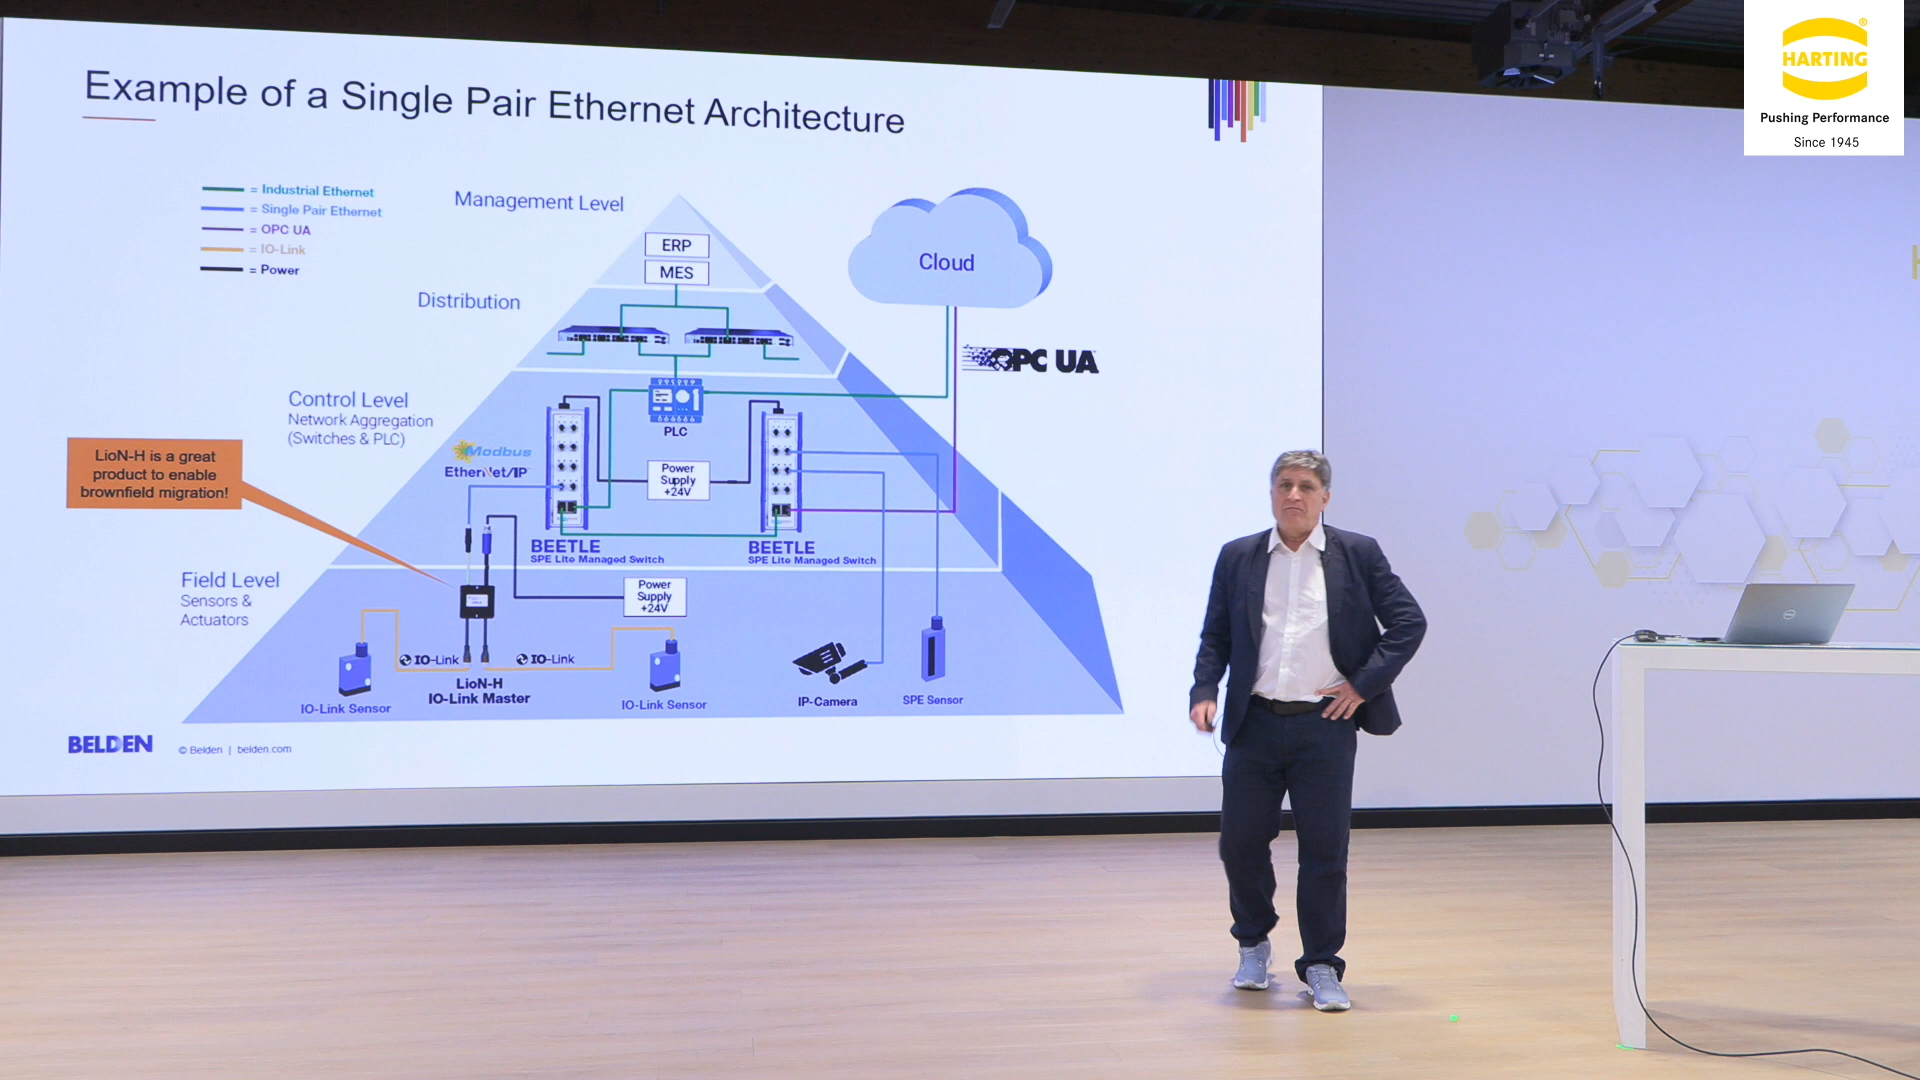 HARTING
®
Pushing Performance
Since 1945
Example of a Single Pair Ethernet Architecture
= Industrial Ethernet
= Single Pair Ethernet
= OPC UA
= IO-Link
= Power
Management Level
ERP
MES
Cloud
Distribution
OPC UA
Control Level
Network Aggregation
(Switches & PLC)
PLC
Modbus
EtherNet/IP
Power
Supply
+24V
LioN-H is a great
product to enable
brownfield migration!
BEETLE
SPE Lite Managed Switch
BEETLE
SPE Lite Managed Switch
Field Level
Sensors &
Actuators
Power
Supply
+24V
IO-Link
IO-Link
LioN-H
IO-Link Master
IO-Link Sensor
IO-Link Sensor
IP-Camera
SPE Sensor
BELDEN
© Belden | belden.com
DELL